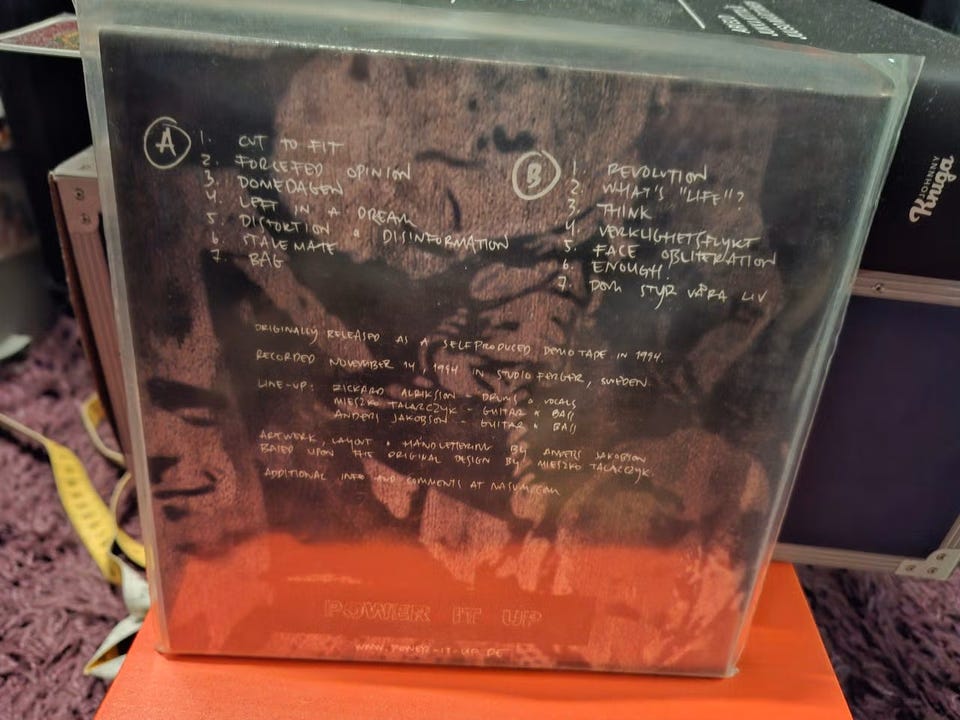 A
1. CUT TO FIT
2. FORCEFED OPINION
3. DOMEDAGEN
4. LEFT IN A DREAM
5. DISTORTION & DISINFORMATION
6. STALEMATE
7. BAG
B
1. REVOLUTION
2. WHAT'S "LIFE"?
3. THINK
4. VERKLIGHETSFLYKT
5. FACE OBLITERATION
6. ENOUGH!
7. DOM STYR VÅRA LIV
ORIGINALLY RELEASED AS A SELFPRODUCED DEMO TAPE IN 1994.
RECORDED NOVEMBER 14, 1994 IN STUDIO FERGER, SWEDEN
LINE-UP: RICKARD ALRIKSSON - DRUMS & VOCALS
MIESZKO TALARCZYK - GUITAR & BASS
ANDERS JAKOBSON - GUITAR & BASS
ARTWORK, LAYOUT & HANDLETTERING BY ANDERS JAKOBSON
BASED UPON THE ORIGINAL DESIGN BY MIESZKO TALARCZYK
ADDITIONAL INFO AND COMMENTS AT NASUM.COM
POWER IT UP
WWW.POWER-IT-UP.DE
JOHNNY
Knuga